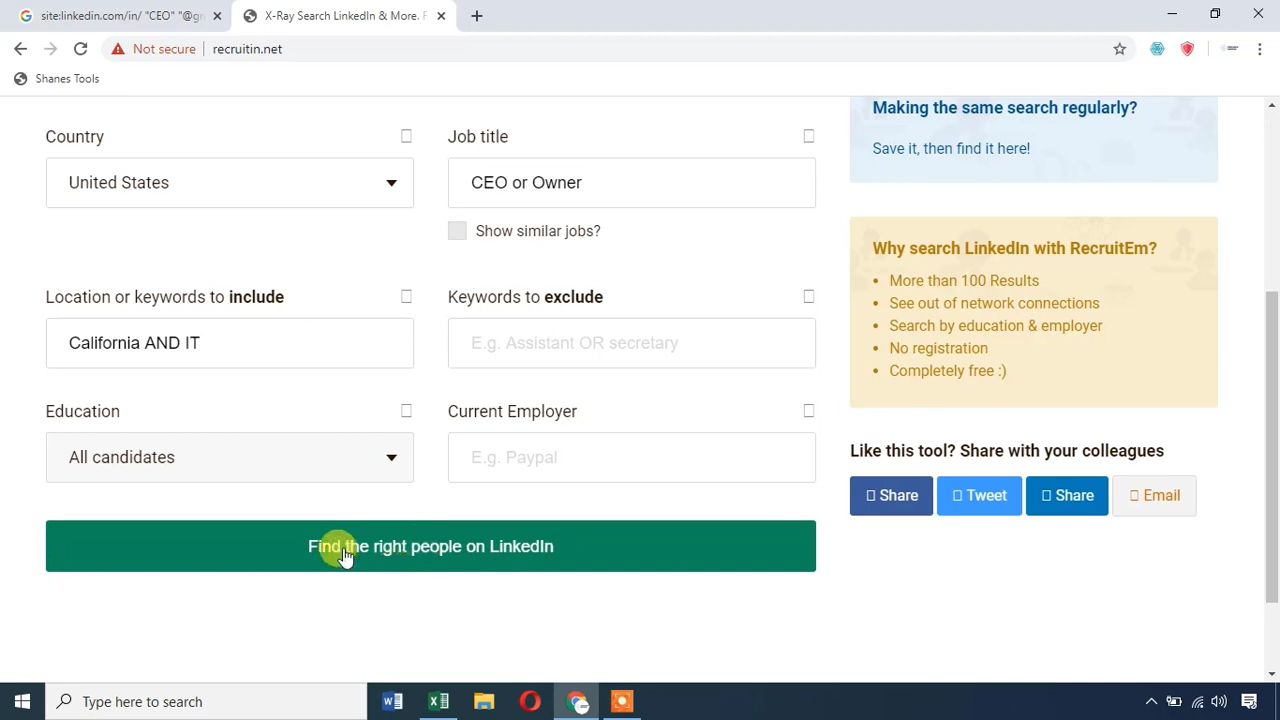 site:linkedin.com/in/ "CEO" "@gr
X-Ray Search LinkedIn & More. F
Not secure
recruitin.net
Shanes Tools
Country
Job title
United States
CEO or Owner
Show similar jobs?
Location or keywords to include
Keywords to exclude
California AND IT
E.g. Assistant OR secretary
Education
Current Employer
All candidates
E.g. Paypal
Find the right people on LinkedIn
Making the same search regularly?
Save it, then find it here!
Why search LinkedIn with RecruitEm?
• More than 100 Results
• See out of network connections
• Search by education & employer
• No registration
• Completely free :)
Like this tool? Share with your colleagues
Share
Tweet
Share
Email
Type here to search